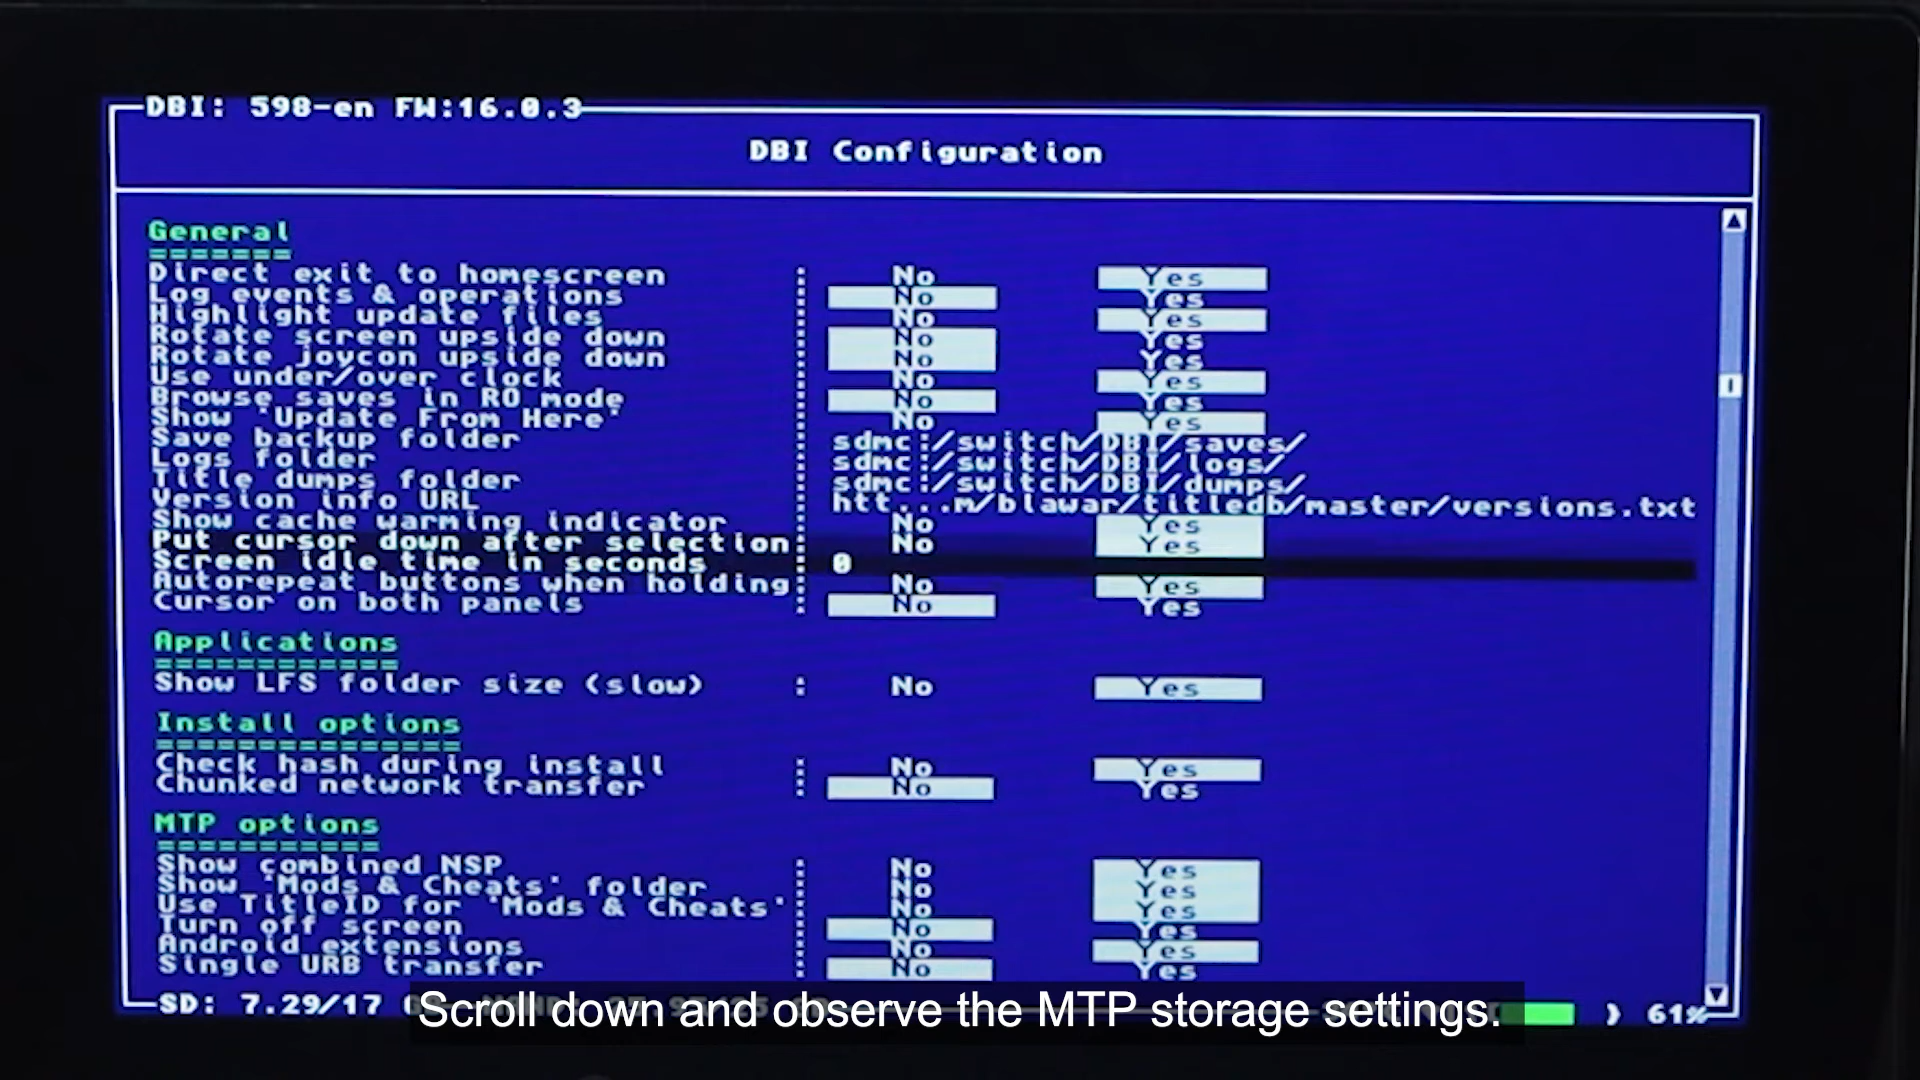 DBI: 598-en FW:16.0.3
DBI Configuration
General
=======
Direct exit to homescreen : No Yes
Log events & operations : No Yes
Highlight update files : No Yes
Rotate screen upside down : No Yes
Rotate joycon upside down : No Yes
Use under/over clock : No Yes
Browse saves in RO mode : No Yes
Show 'Update From Here' : No Yes
Save backup folder : sdmc:/switch/DBI/saves/
Logs folder : sdmc:/switch/DBI/logs/
Title dumps folder : sdmc:/switch/DBI/dumps/
Version info URL : htt...m/blawar/titledb/master/versions.txt
Show cache warming indicator : No Yes
Put cursor down after selection : No Yes
Screen idle time in seconds : 0
Autorepeat buttons when holding : No Yes
Cursor on both panels : No Yes
Applications
============
Show LFS folder size (slow) : No Yes
Install options
===============
Check hash during install : No Yes
Chunked network transfer : No Yes
MTP options
===========
Show combined NSP : No Yes
Show 'Mods & Cheats' folder : No Yes
Use TitleID for 'Mods & Cheats' : No Yes
Turn off screen : No Yes
Android extensions : No Yes
Single URB transfer : No Yes
SD: 7.29/17 61%
Scroll down and observe the MTP storage settings.